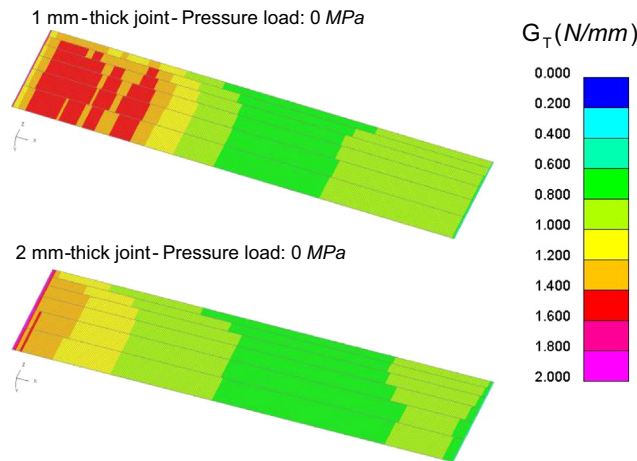 1 mm-thick joint- Pressure load: 0 MPa
G_T (N/mm)
0.000
0.200
0.400
0.600
0.800
1.000
1.200
1.400
1.600
1.800
2.000
Z
X
Y
2 mm-thick joint- Pressure load: 0 MPa
Z
X
Y